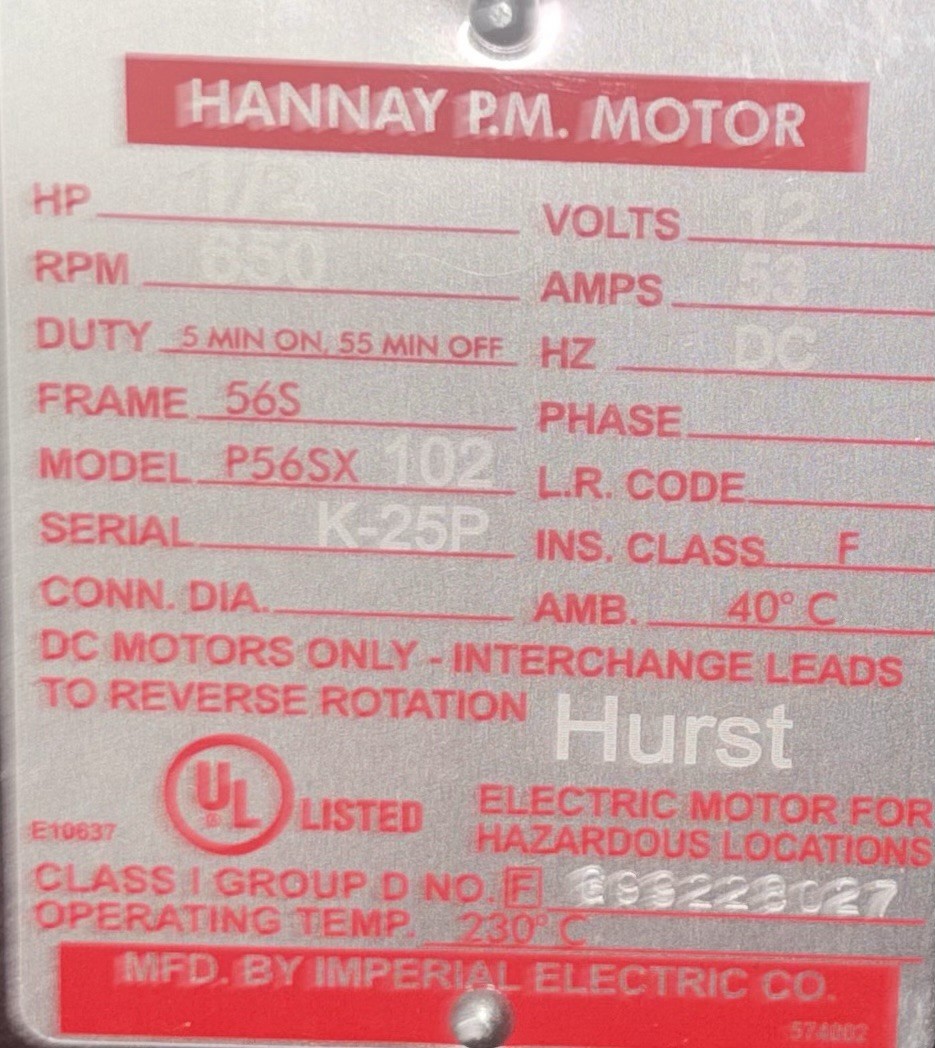 HANNAY P.M. MOTOR
HP 1/2 VOLTS 12
RPM 650 AMPS 53
DUTY 5 MIN ON, 55 MIN OFF HZ DC
FRAME 56S PHASE
MODEL P56SX 102 L.R. CODE
SERIAL K-25P INS. CLASS F
CONN. DIA. AMB. 40° C
DC MOTORS ONLY - INTERCHANGE LEADS
TO REVERSE ROTATION Hurst
UL ® LISTED ELECTRIC MOTOR FOR
E10637 HAZARDOUS LOCATIONS
CLASS I GROUP D NO. F
OPERATING TEMP. 230° C
MFD. BY IMPERIAL ELECTRIC CO.
574002